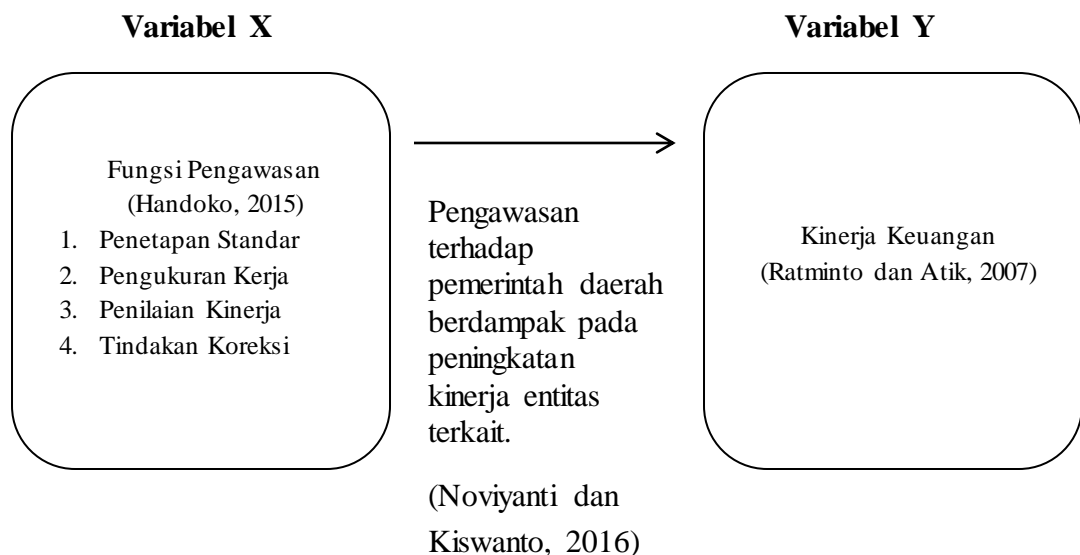 Variabel X
Variabel Y
Fungsi Pengawasan
(Handoko, 2015)
1. Penetapan Standar
2. Pengukuran Kerja
3. Penilaian Kinerja
4. Tindakan Koreksi
Pengawasan
terhadap
pemerintah daerah
berdampak pada
peningkatan
kinerja entitas
terkait.
(Noviyanti dan
Kiswanto, 2016)
Kinerja Keuangan
(Ratminto dan Atik, 2007)